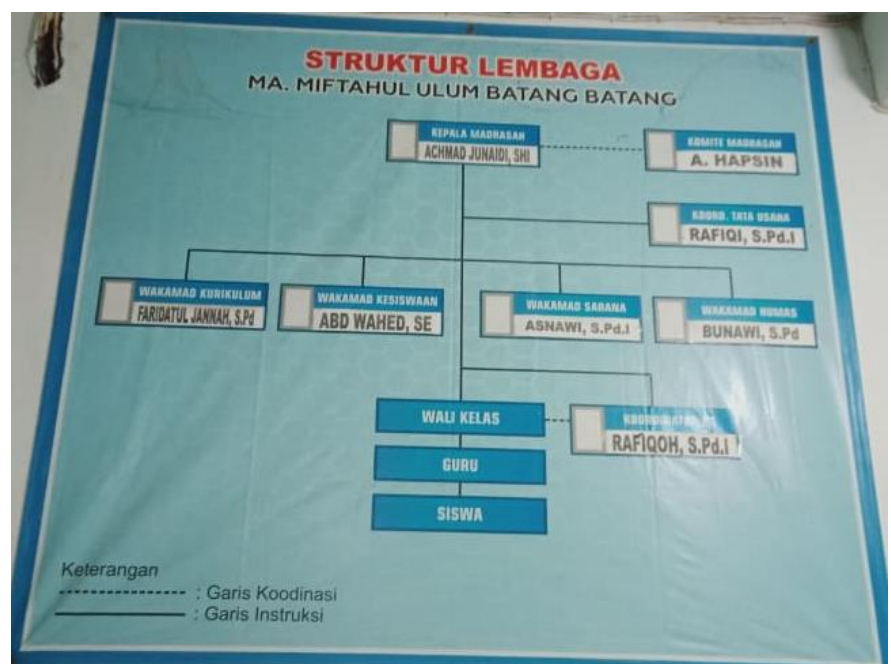 STRUKTUR LEMBAGA
MA. MIFTAHUL ULUM BATANG BATANG
KEPALA MADRASAH
ACHMAD JUNAIDI, SHI
KOMITE MADRASAH
A. HAPSIN
KOORD. TATA USAHA
RAFIQI, S.Pd.I
WAKAMAD KURIKULUM
FARIDATUL JANNAH, S.Pd
WAKAMAD KESISWAAN
ABD WAHED, SE
WAKAMAD SARANA
ASNAWI, S.Pd.I
WAKAMAD HUMAS
BUNAWI, S.Pd
WALI KELAS
RAFIQOH, S.Pd.I
GURU
SISWA
Keterangan
: Garis Koodinasi
: Garis Instruksi